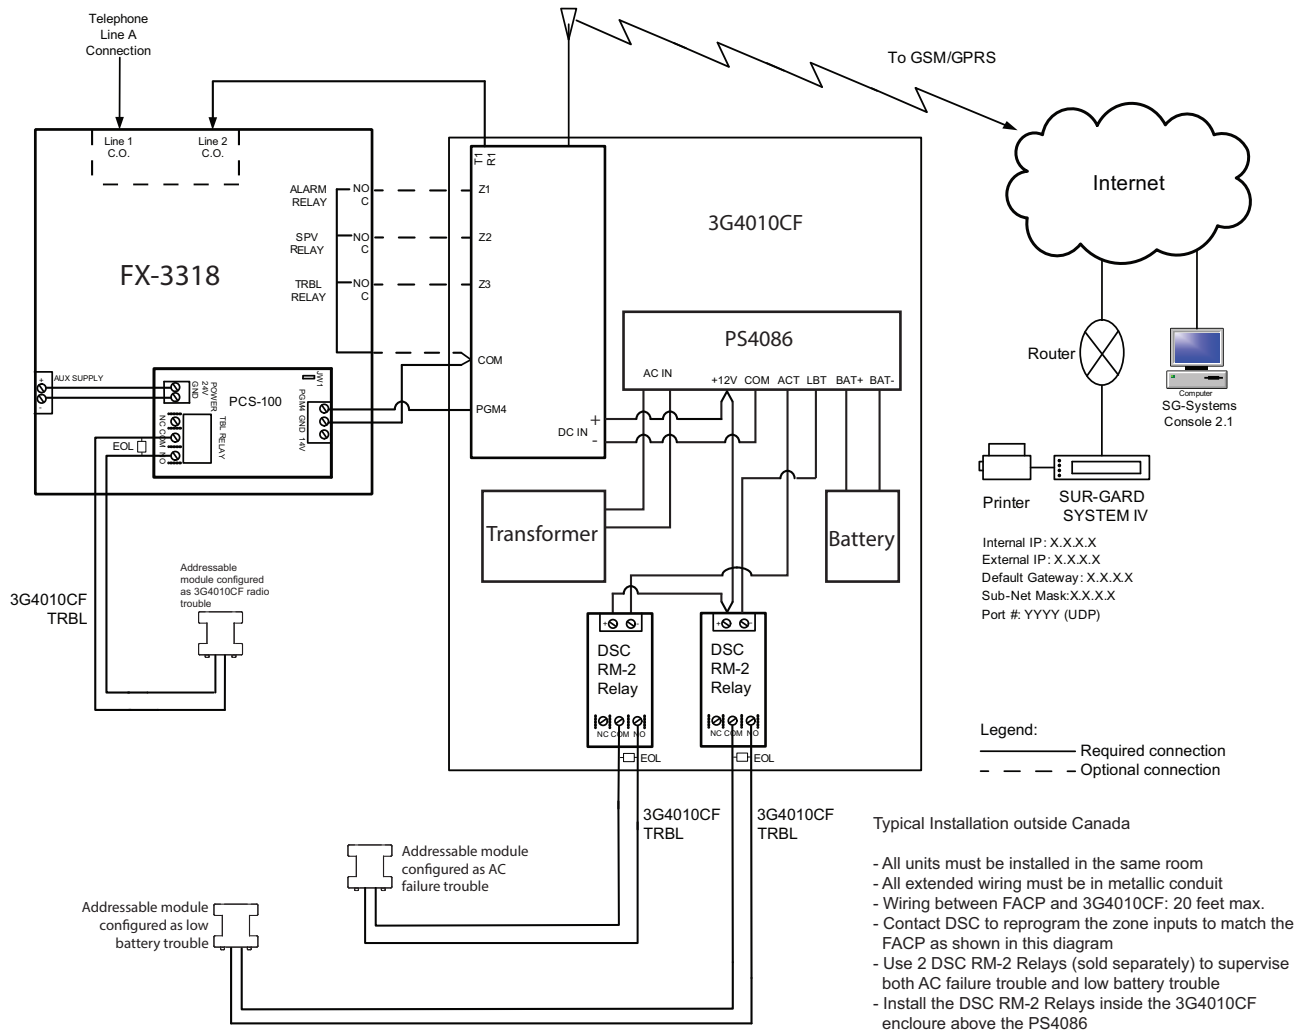 Telephone
Line A
Connection
To GSM/GPRS
Line 1
C.O.
Line 2
C.O.
T1
R1
ALARM
RELAY
NO
C
Z1
SPV
RELAY
NO
C
Z2
TRBL
RELAY
NO
C
Z3
COM
PGM4
FX-3318
3G4010CF
Internet
PS4086
AC IN
+12V COM ACT LBT BAT+ BAT-
DC IN
+
-
AUX SUPPLY
+
-
POWER
24V
GND
PCS-100
JW1
PGM4 GND 14V
TBL RELAY
NC COM NO
EOL
Transformer
Battery
Router
Computer
SG-Systems
Console 2.1
Printer
SUR-GARD
SYSTEM IV
Internal IP: X.X.X.X
External IP: X.X.X.X
Default Gateway: X.X.X.X
Sub-Net Mask:X.X.X.X
Port #: YYYY (UDP)
Addressable
module configured
as 3G4010CF radio
trouble
3G4010CF
TRBL
+ -
DSC
RM-2
Relay
NC COM NO
EOL
+ -
DSC
RM-2
Relay
NC COM NO
EOL
Legend:
Required connection
Optional connection
3G4010CF
TRBL
3G4010CF
TRBL
Addressable module
configured as AC
failure trouble
Addressable module
configured as low
battery trouble
Typical Installation outside Canada
- All units must be installed in the same room
- All extended wiring must be in metallic conduit
- Wiring between FACP and 3G4010CF: 20 feet max.
- Contact DSC to reprogram the zone inputs to match the
FACP as shown in this diagram
- Use 2 DSC RM-2 Relays (sold separately) to supervise
both AC failure trouble and low battery trouble
- Install the DSC RM-2 Relays inside the 3G4010CF
encloure above the PS4086